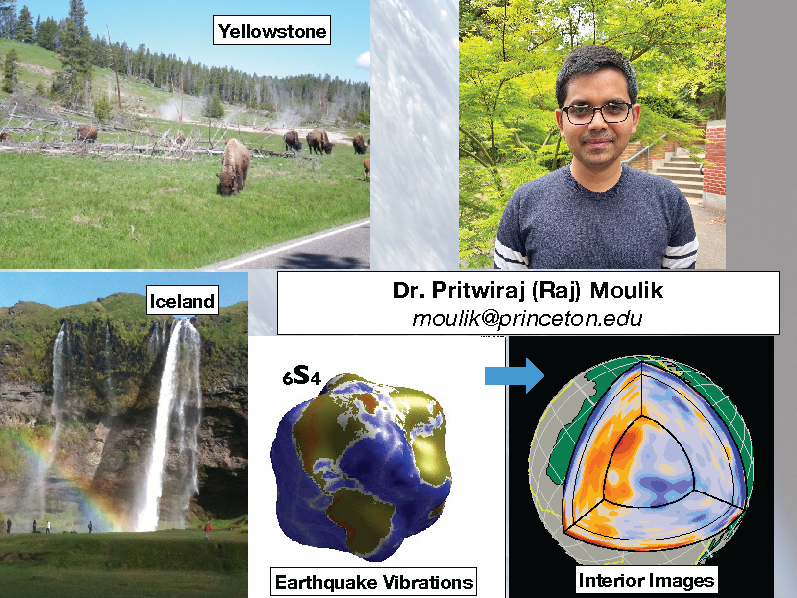 Yellowstone
Iceland
Dr. Pritwiraj (Raj) Moulik
moulik@princeton.edu
₆S₄
Earthquake Vibrations
Interior Images